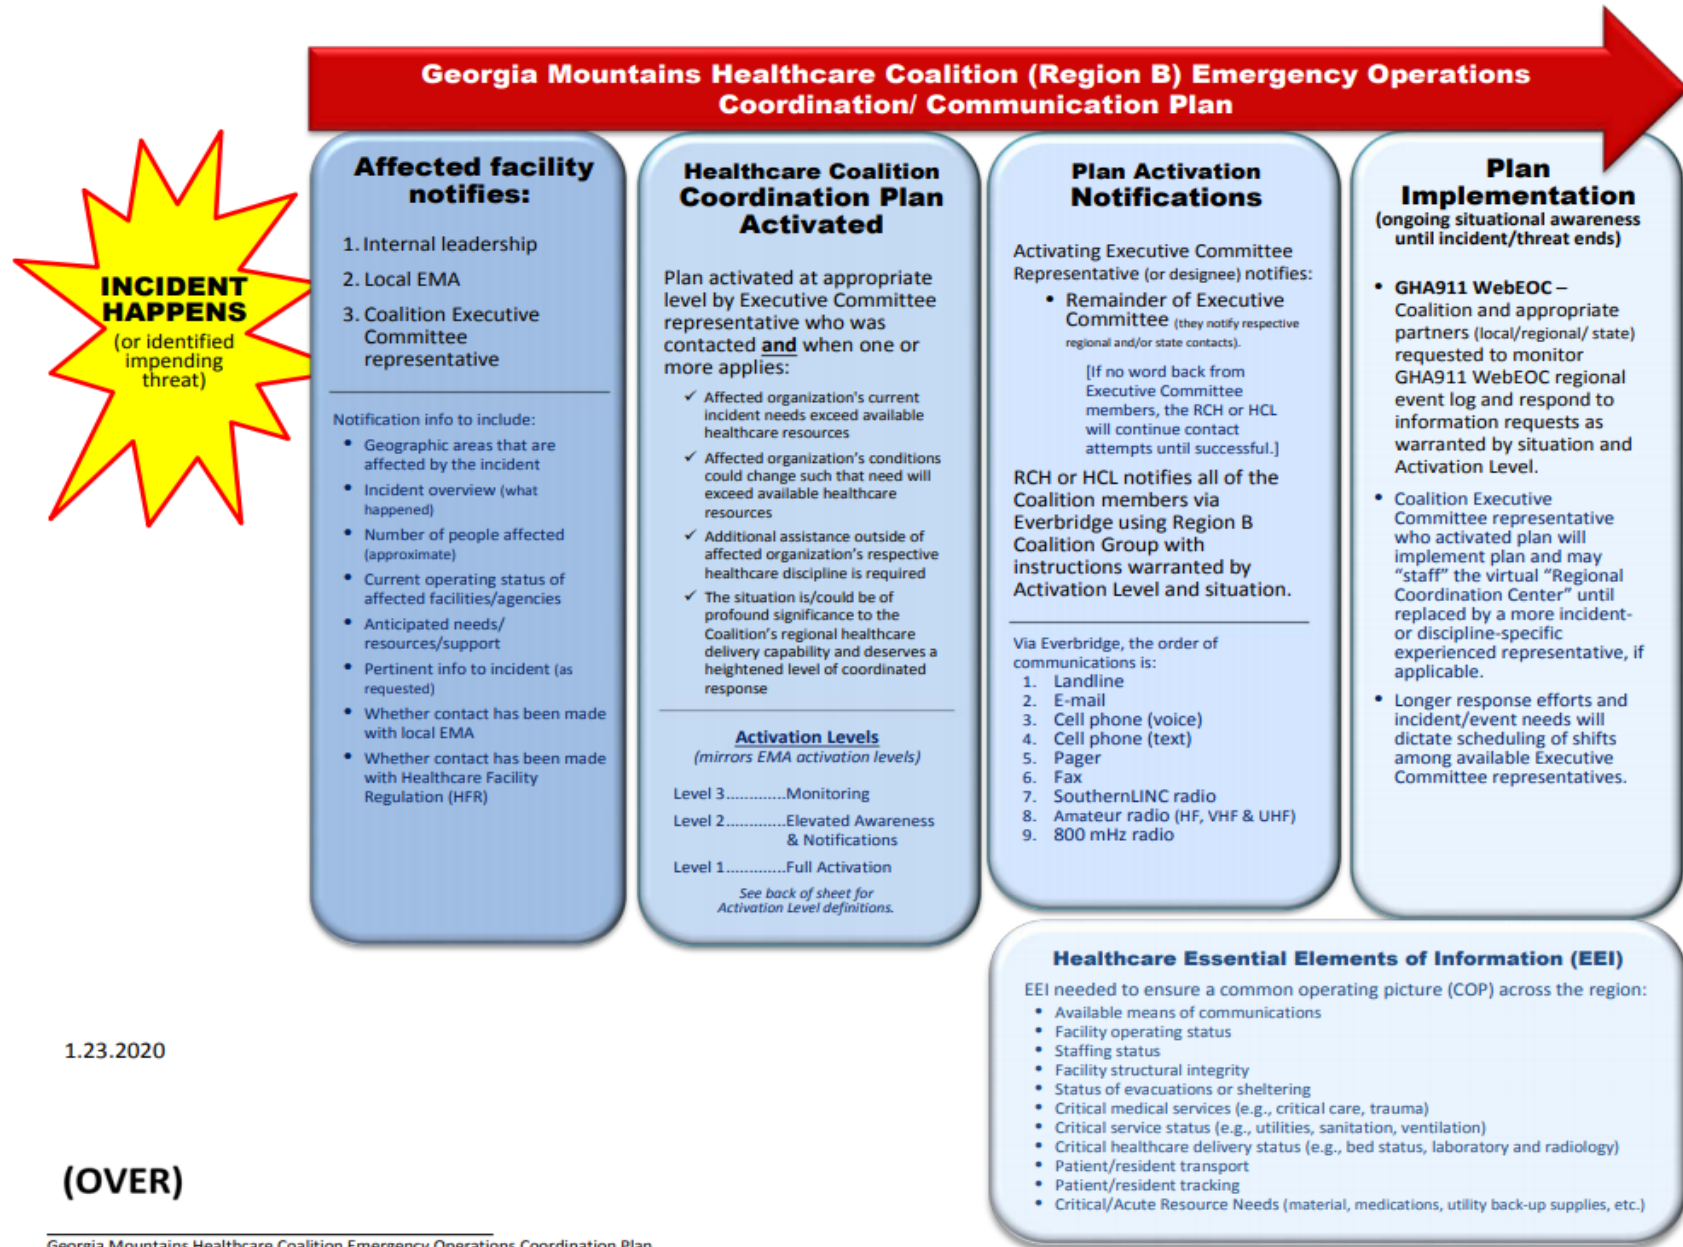 Georgia Mountains Healthcare Coalition (Region B) Emergency Operations
Coordination/ Communication Plan
INCIDENT
HAPPENS
(or identified
impending
threat)
Affected facility
notifies:
1. Internal leadership
2. Local EMA
3. Coalition Executive
Committee
representative
Notification info to include:
• Geographic areas that are
affected by the incident
• Incident overview (what
happened)
• Number of people affected
(approximate)
• Current operating status of
affected facilities/agencies
• Anticipated needs/
resources/support
• Pertinent info to incident (as
requested)
• Whether contact has been made
with local EMA
• Whether contact has been made
with Healthcare Facility
Regulation (HFR)
Healthcare Coalition
Coordination Plan
Activated
Plan activated at appropriate
level by Executive Committee
representative who was
contacted and when one or
more applies:
✓ Affected organization's current
incident needs exceed available
healthcare resources
✓ Affected organization's conditions
could change such that need will
exceed available healthcare
resources
✓ Additional assistance outside of
affected organization's respective
healthcare discipline is required
✓ The situation is/could be of
profound significance to the
Coalition's regional healthcare
delivery capability and deserves a
heightened level of coordinated
response
Activation Levels
(mirrors EMA activation levels)
Level 3.............Monitoring
Level 2.............Elevated Awareness
& Notifications
Level 1.............Full Activation
See back of sheet for
Activation Level definitions.
Plan Activation
Notifications
Activating Executive Committee
Representative (or designee) notifies:
• Remainder of Executive
Committee (they notify respective
regional and/or state contacts).
[If no word back from
Executive Committee
members, the RCH or HCL
will continue contact
attempts until successful.]
RCH or HCL notifies all of the
Coalition members via
Everbridge using Region B
Coalition Group with
instructions warranted by
Activation Level and situation.
Via Everbridge, the order of
communications is:
1. Landline
2. E-mail
3. Cell phone (voice)
4. Cell phone (text)
5. Pager
6. Fax
7. SouthernLINC radio
8. Amateur radio (HF, VHF & UHF)
9. 800 mHz radio
Plan
Implementation
(ongoing situational awareness
until incident/threat ends)
• GHA911 WebEOC –
Coalition and appropriate
partners (local/regional/ state)
requested to monitor
GHA911 WebEOC regional
event log and respond to
information requests as
warranted by situation and
Activation Level.
• Coalition Executive
Committee representative
who activated plan will
implement plan and may
"staff" the virtual "Regional
Coordination Center" until
replaced by a more incident-
or discipline-specific
experienced representative, if
applicable.
• Longer response efforts and
incident/event needs will
dictate scheduling of shifts
among available Executive
Committee representatives.
Healthcare Essential Elements of Information (EEI)
EEI needed to ensure a common operating picture (COP) across the region:
• Available means of communications
• Facility operating status
• Staffing status
• Facility structural integrity
• Status of evacuations or sheltering
• Critical medical services (e.g., critical care, trauma)
• Critical service status (e.g., utilities, sanitation, ventilation)
• Critical healthcare delivery status (e.g., bed status, laboratory and radiology)
• Patient/resident transport
• Patient/resident tracking
• Critical/Acute Resource Needs (material, medications, utility back-up supplies, etc.)
1.23.2020
(OVER)
Georgia Mountains Healthcare Coalition Emergency Operations Coordination Plan